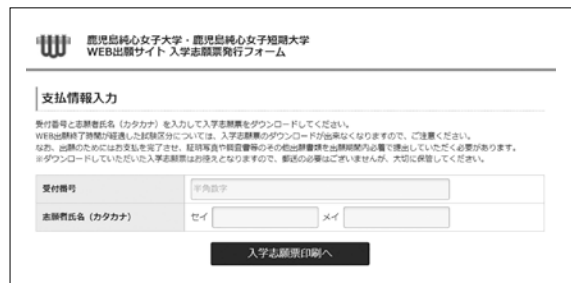 鹿児島純心女子大学・鹿児島純心女子短期大学
WEB出願サイト 入学志願票発行フォーム
支払情報入力
受付番号と志願者氏名（カタカナ）を入力して入学志願票をダウンロードしてください。
WEB出願終了時間が経過した試験区分については、入学志願票のダウンロードが出来なくなりますので、ご注意ください。
なお、出願のためにはお支払を完了させ、証明写真や調査書等のその他出願書類を出願期間内必着で提出していただく必要があります。
※ダウンロードしていただいた入学志願票はお控えとなりますので、郵送の必要はございませんが、大切に保管してください。
受付番号 半角数字
志願者氏名（カタカナ） セイ メイ
入学志願票印刷へ